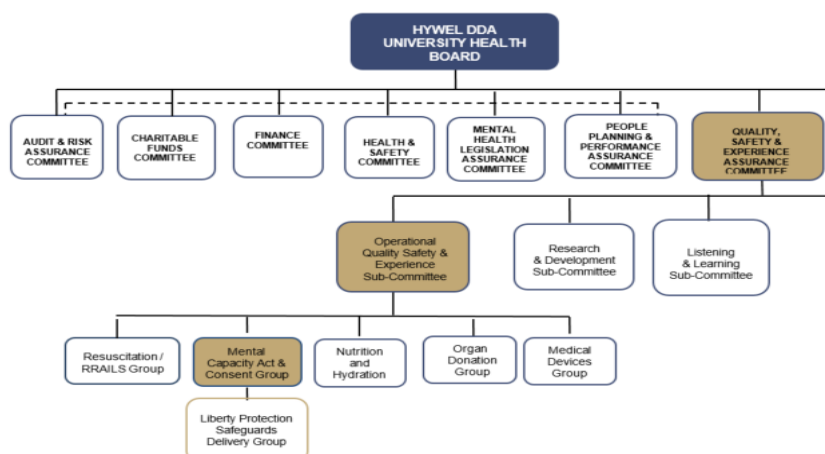 HYWEL DDA
UNIVERSITY HEALTH
BOARD
AUDIT & RISK
ASSURANCE
COMMITTEE
CHARITABLE
FUNDS
COMMITTEE
FINANCE
COMMITTEE
HEALTH &
SAFETY
COMMITTEE
MENTAL
HEALTH
LEGISLATION
ASSURANCE
COMMITTEE
PEOPLE
PLANNING &
PERFORMANCE
ASSURANCE
COMMITTEE
QUALITY,
SAFETY &
EXPERIENCE
ASSURANCE
COMMITTEE
Operational
Quality Safety &
Experience
Sub-Committee
Research
& Development
Sub-Committee
Listening
& Learning
Sub-Committee
Resuscitation /
RRAILS Group
Mental
Capacity Act &
Consent Group
Nutrition
and
Hydration
Organ
Donation
Group
Medical
Devices
Group
Liberty Protection
Safeguards
Delivery Group